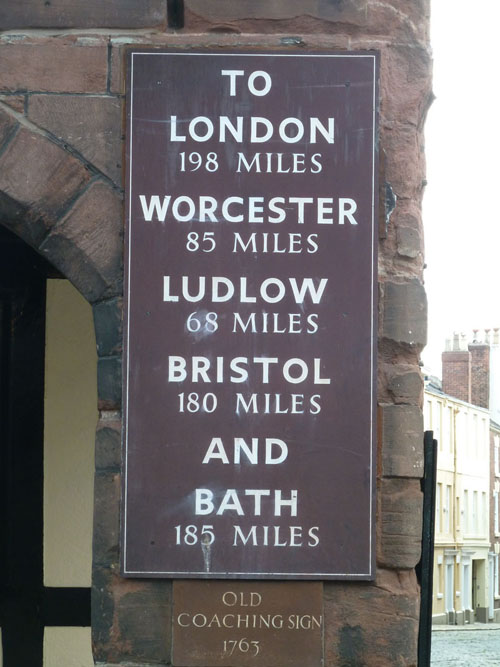 TO
LONDON
198 MILES
WORCESTER
85 MILES
LUDLOW
68 MILES
BRISTOL
180 MILES
AND
BATH
185 MILES
OLD
COACHING SIGN
1763